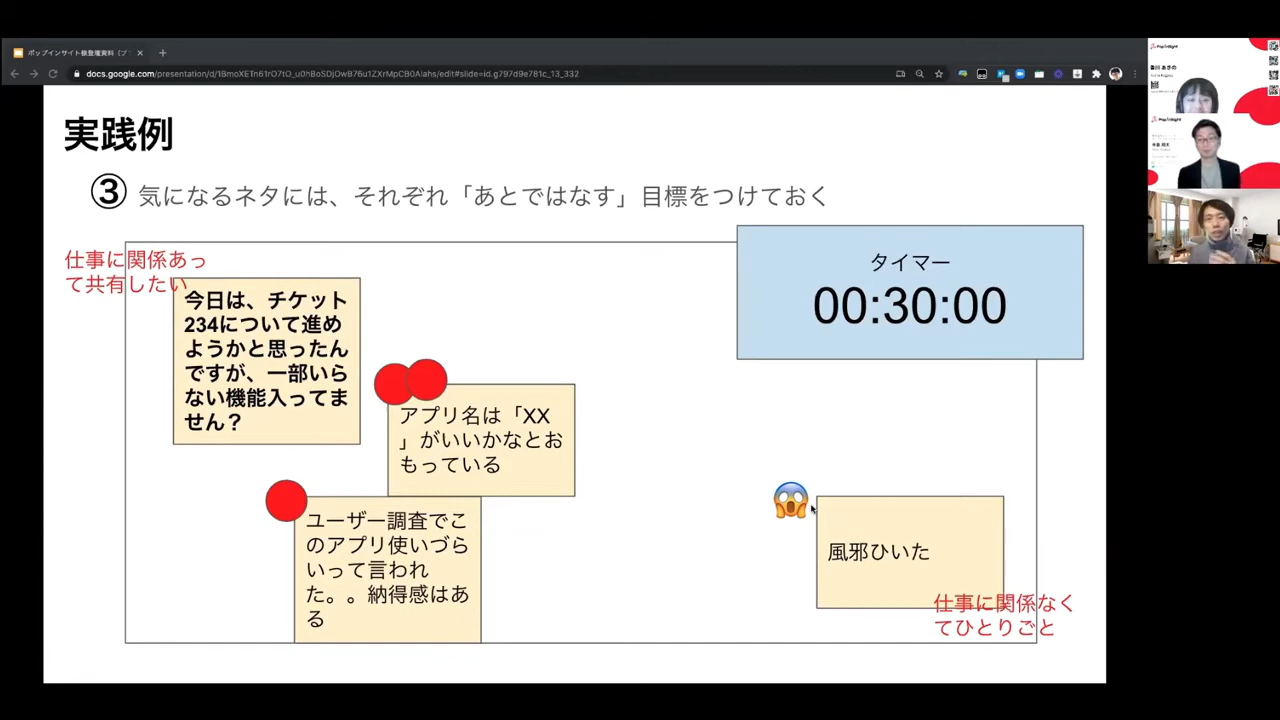 ポップインサイト様登壇資料（プ
docs.google.com/presentation/d/1BmoXETn61rO7tO_u0hBoSDjOwB76u1ZXrMpCB0Alahs/edit#slide=id.g797d9e781c_13_332
PopInsight
PopInsight
実践例
③ 気になるネタには、それぞれ「あとではなす」目標をつけておく
仕事に関係あっ
て共有したい
タイマー
00:30:00
今日は、チケット
234について進め
ようかと思ったん
ですが、一部いら
ない機能入ってま
せん？
アプリ名は「XX
」がいいかなとお
もっている
ユーザー調査でこ
のアプリ使いづら
いって言われ
た。。納得感はあ
る
風邪ひいた
仕事に関係なく
てひとりごと